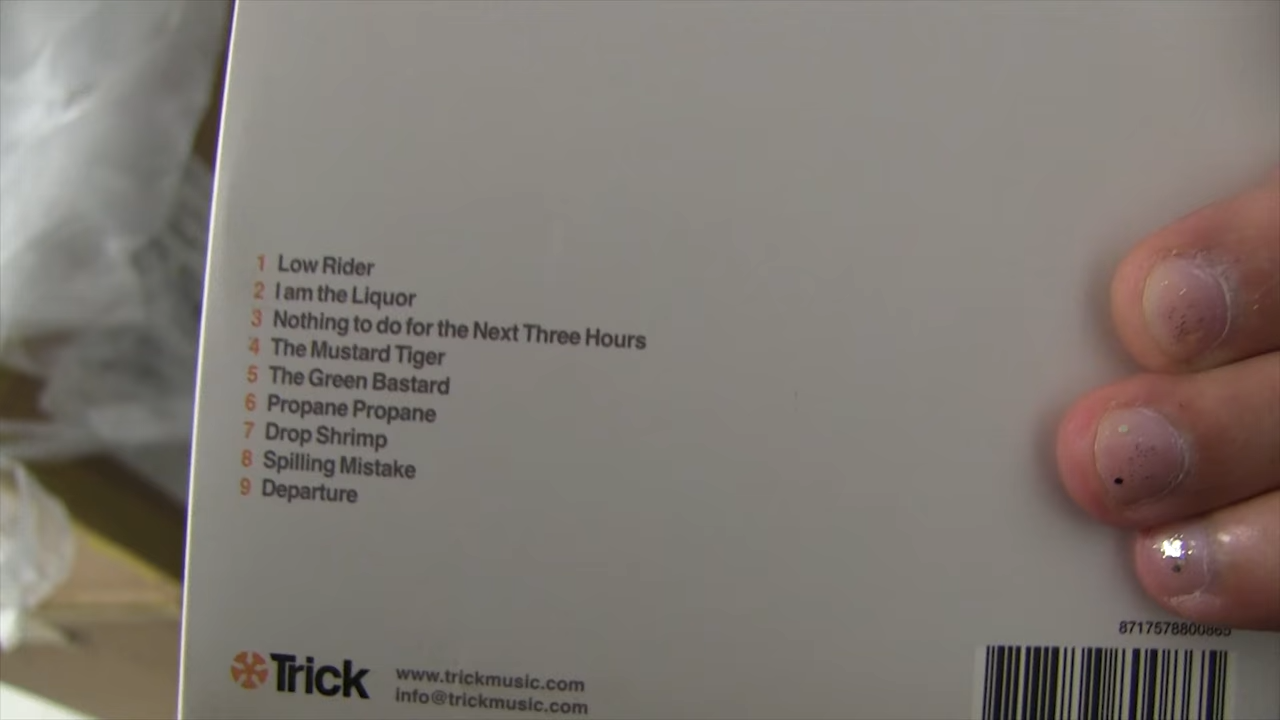 1 Low Rider
2 I am the Liquor
3 Nothing to do for the Next Three Hours
4 The Mustard Tiger
5 The Green Bastard
6 Propane Propane
7 Drop Shrimp
8 Spilling Mistake
9 Departure
8717578800865
Trick
www.trickmusic.com
info@trickmusic.com